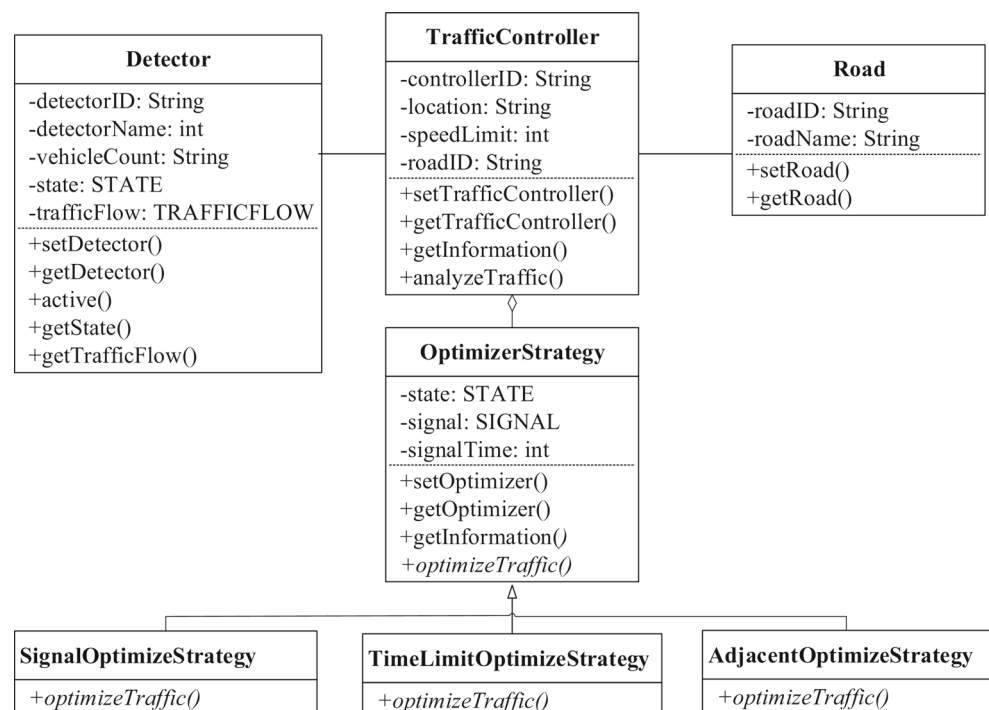 Detector
-detectorID: String
-detectorName: int
-vehicleCount: String
-state: STATE
-trafficFlow: TRAFFICFLOW
+setDetector()
+getDetector()
+active()
+getState()
+getTrafficFlow()
TrafficController
-controllerID: String
-location: String
-speedLimit: int
-roadID: String
+setTrafficController()
+getTrafficController()
+getInformation()
+analyzeTraffic()
Road
-roadID: String
-roadName: String
+setRoad()
+getRoad()
OptimizerStrategy
-state: STATE
-signal: SIGNAL
-signalTime: int
+setOptimizer()
+getOptimizer()
+getInformation()
+optimizeTraffic()
SignalOptimizeStrategy
+optimizeTraffic()
TimeLimitOptimizeStrategy
+optimizeTraffic()
AdjacentOptimizeStrategy
+optimizeTraffic()